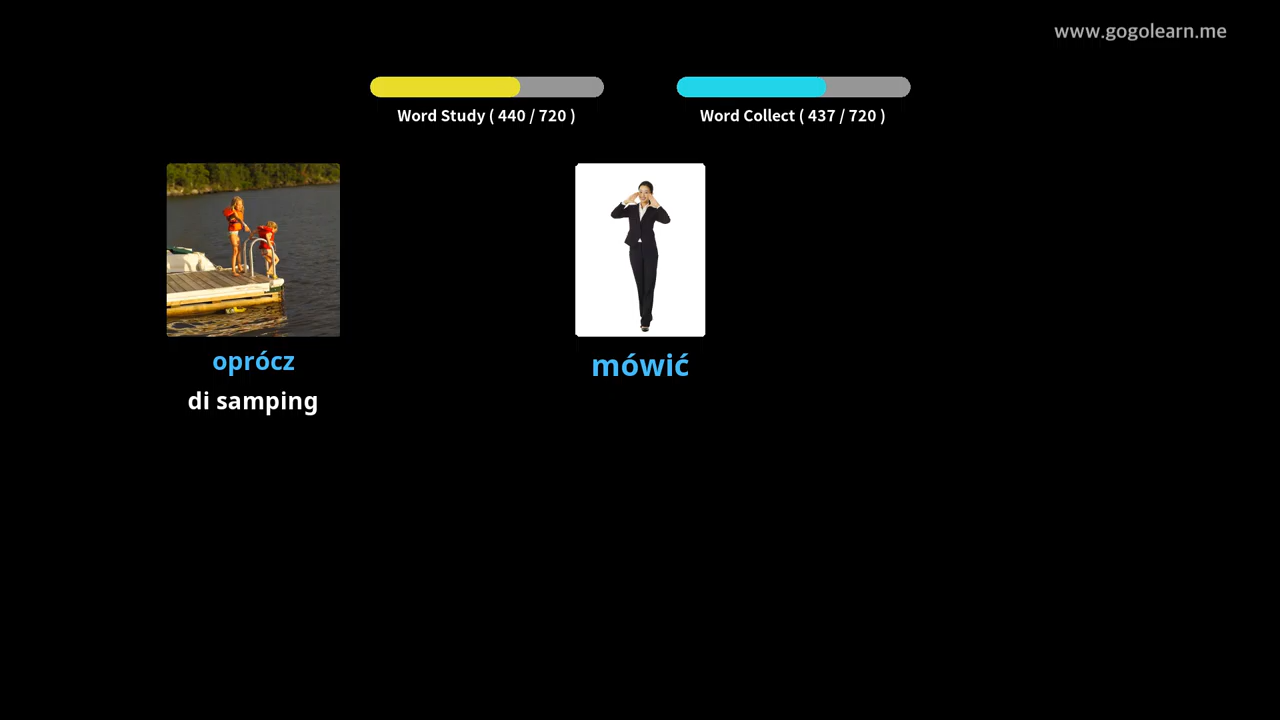 www.gogolearn.me
Word Study ( 440 / 720 )
Word Collect ( 437 / 720 )
oprócz
di samping
mówić